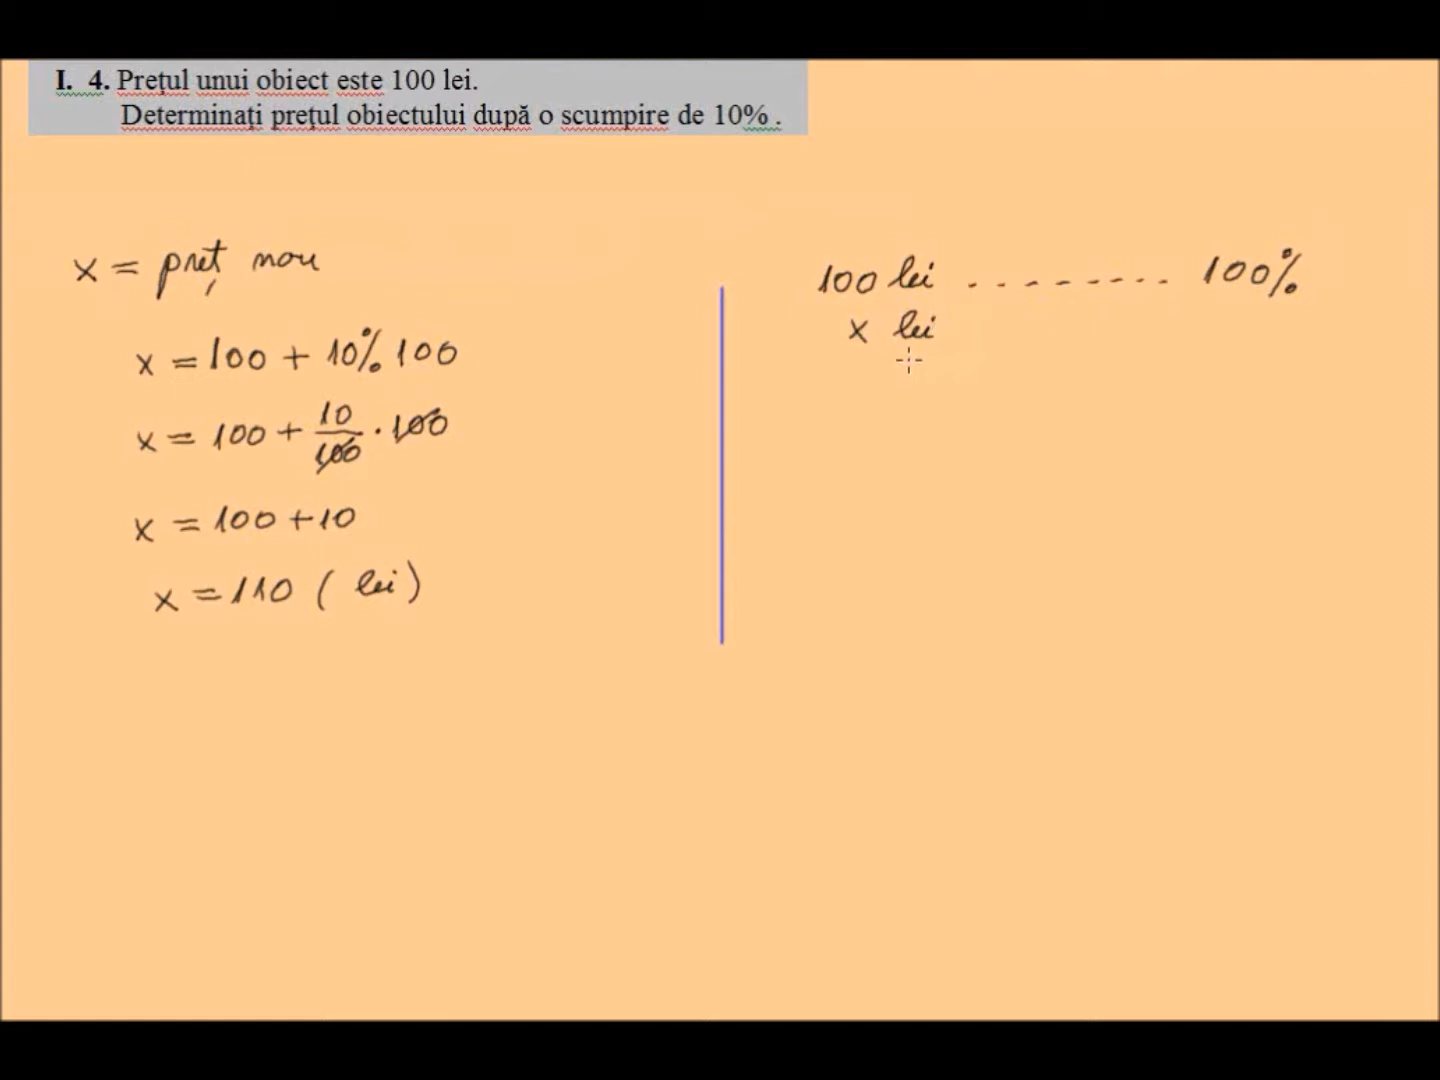 I. 4. Prețul unui obiect este 100 lei.
Determinați prețul obiectului după o scumpire de 10% .
x = preț nou
x = 100 + 10% 100
x = 100 + 10/100 · 100
x = 100 + 10
x = 110 ( lei )
100 lei . - - - - - - . 100%
x lei